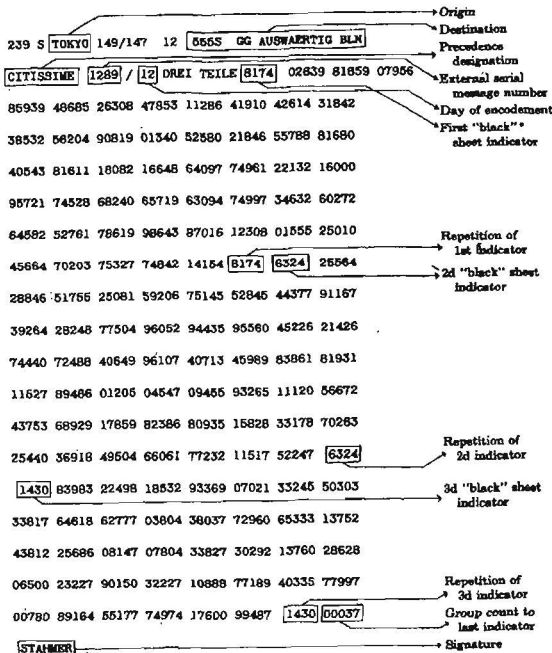 Origin
239 S TOKYO 149/147 12 555S GG AUSWAERTIG BLN
Destination
Precedence designation
CITISSIME 1289 / 12 DREI TEILE 8174 02639 81859 07956
External serial message number
85939 48685 26308 47853 11286 41910 42614 31842
Day of encodement
First "black" sheet indicator
38532 56204 90819 01340 52580 21846 55788 81680
40543 81611 18082 16648 64097 74961 22132 16000
95721 74528 68240 65719 63094 74997 34632 60272
64582 52761 78619 98643 87016 12308 01555 25010
Repetition of 1st indicator
45664 70203 75327 74842 14154 8174 6324 25564
2d "black" sheet indicator
28846 51755 25081 59206 75145 52845 44377 91167
39264 28248 77504 96052 94435 95560 45226 21426
74440 72488 40649 96107 40713 45989 83861 81931
11527 89466 01205 04547 09455 93265 11120 56672
43753 68929 17859 82386 80935 15828 33178 70263
25440 36918 49504 66061 77232 11517 52247 6324
Repetition of 2d indicator
1430 83983 22498 18532 93369 07021 33245 50303
3d "black" sheet indicator
33817 64618 62777 03804 38037 72960 65333 13752
43812 25686 08147 07804 33827 30292 13760 28628
06500 23227 90150 32227 10888 77189 40335 77997
Repetition of 3d indicator
00780 89164 55177 74974 17600 99487 1430 00037
Group count to last indicator
STAHMER
Signature